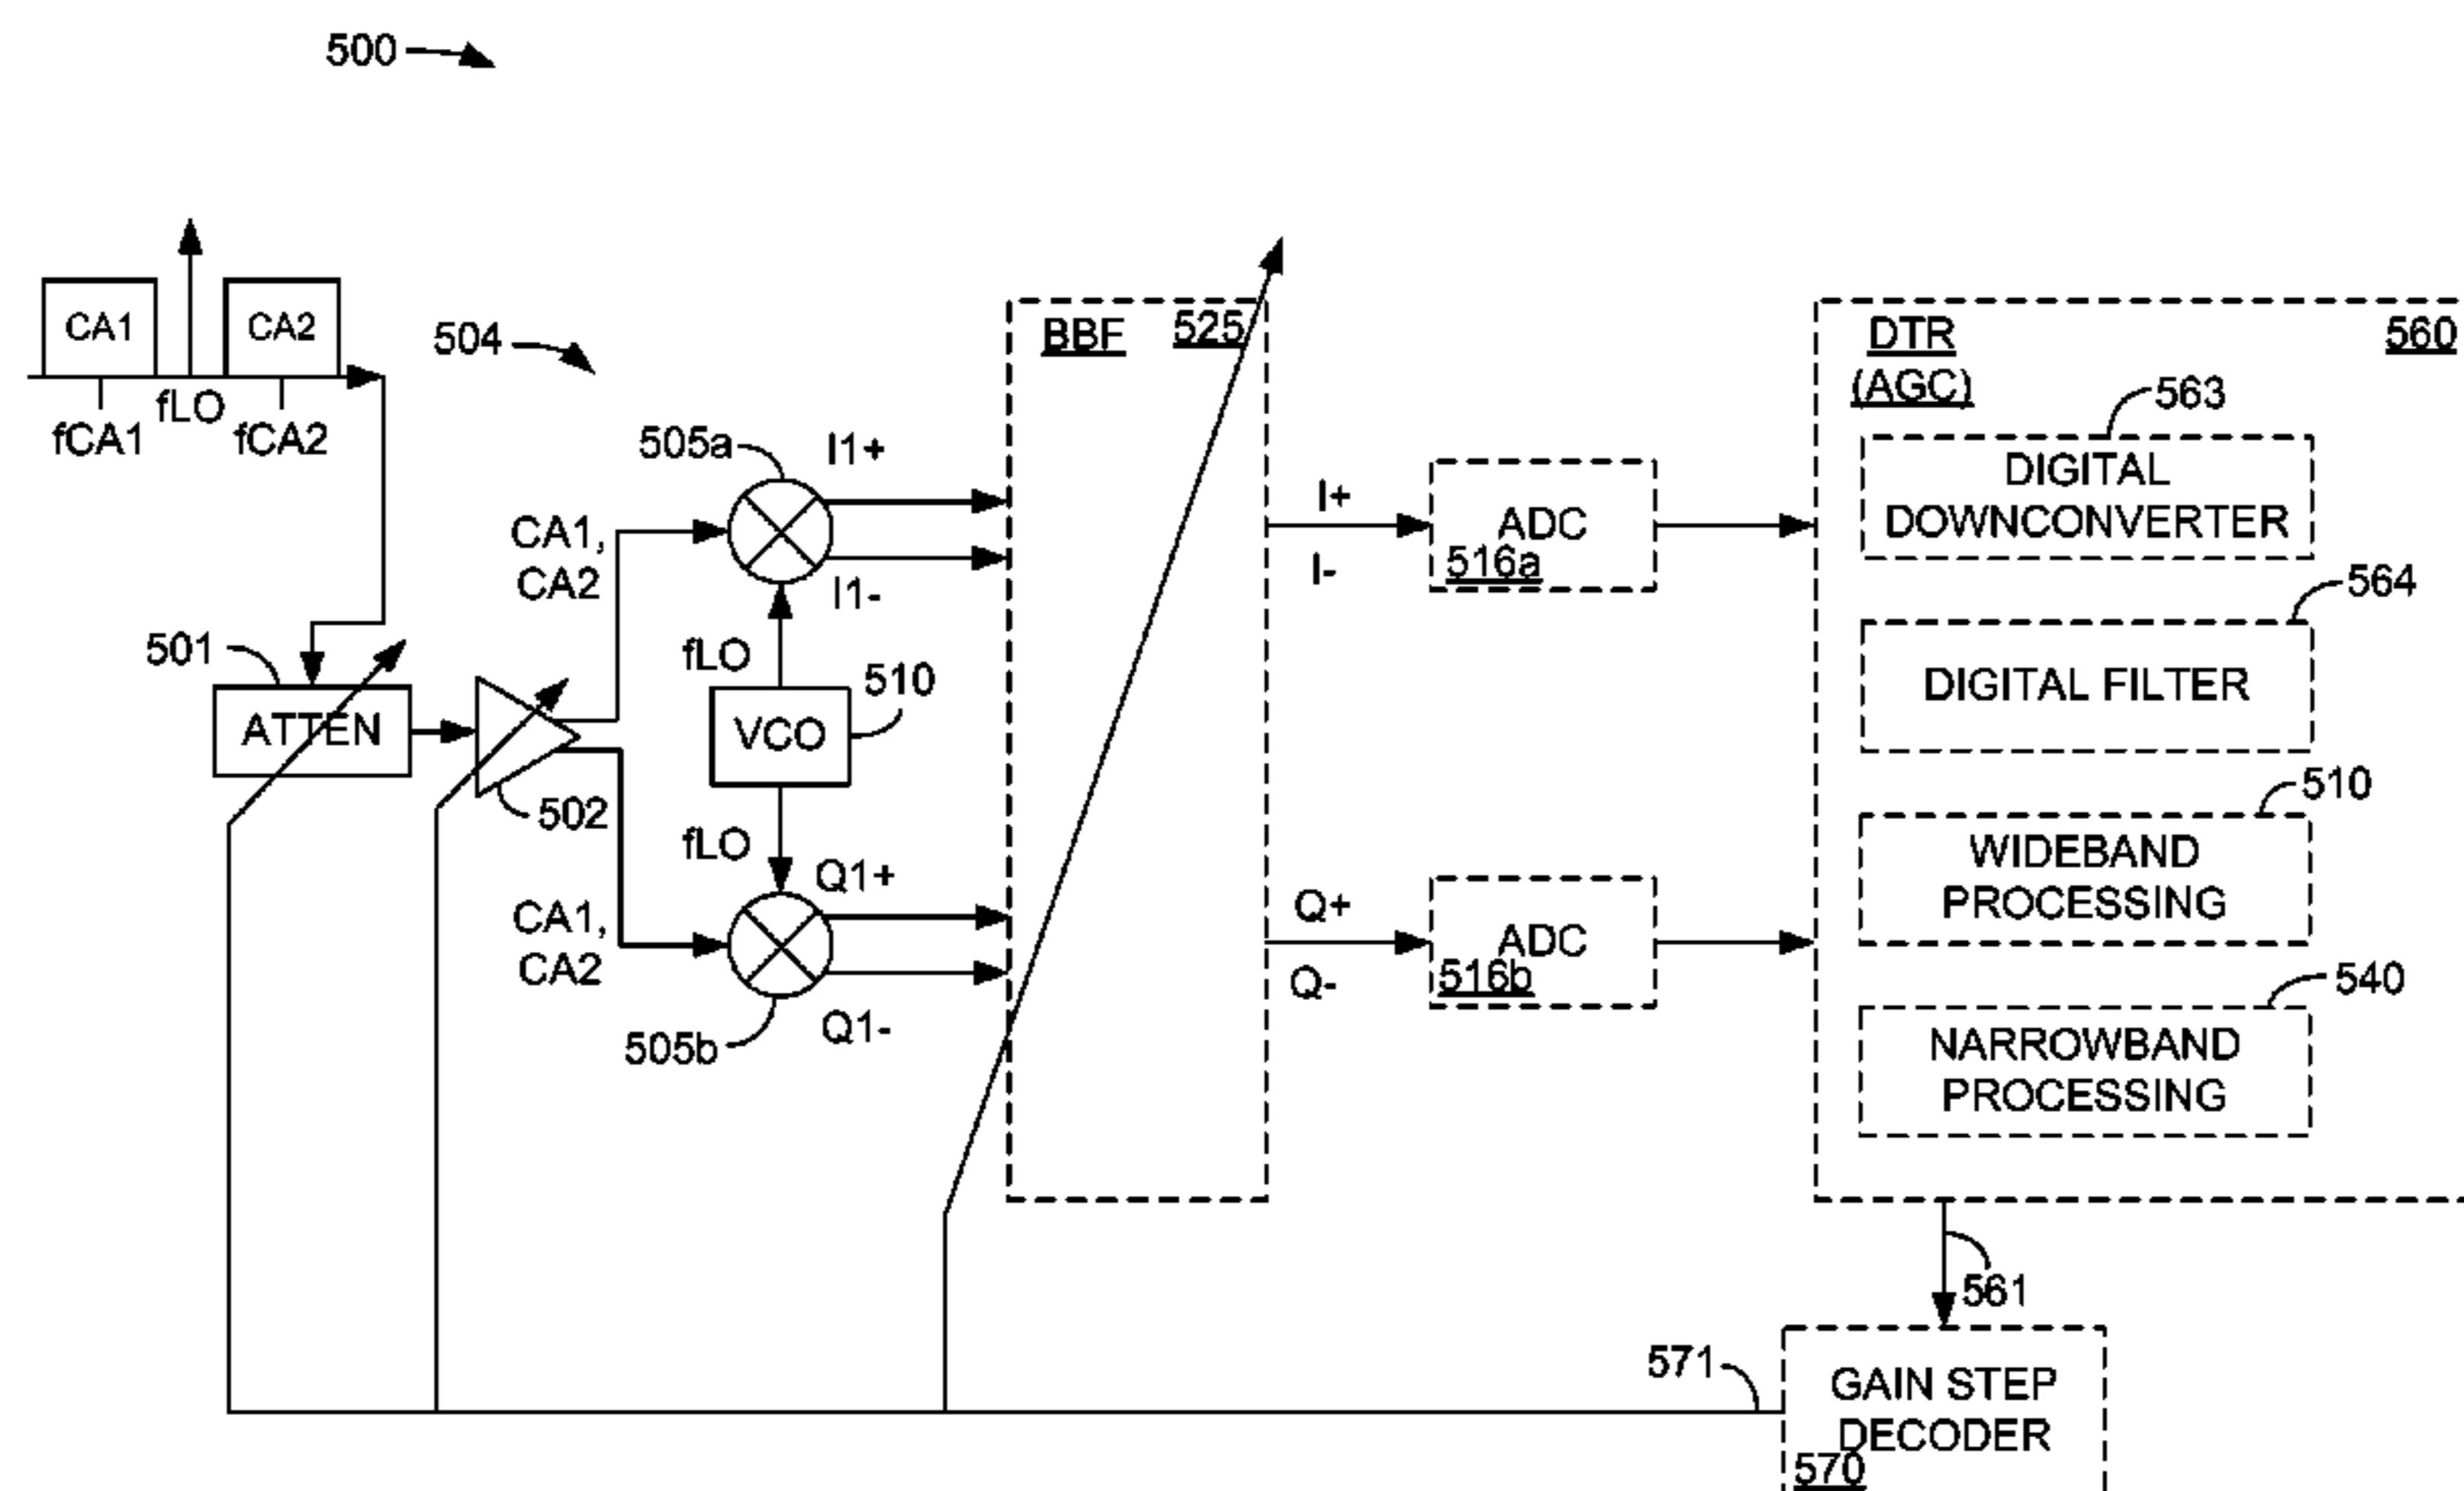 500
CA1
CA2
fLO
fCA1
fCA2
504
BBF
525
DTR
560
(AGC)
563
DIGITAL
DOWNCONVERTER
564
DIGITAL FILTER
510
WIDEBAND
PROCESSING
540
NARROWBAND
PROCESSING
505a
I1+
I1-
CA1,
CA2
fLO
501
ATTEN
502
VCO
510
fLO
Q1+
Q1-
CA1,
CA2
505b
I+
I-
ADC
516a
Q+
Q-
ADC
516b
561
571
GAIN STEP
DECODER
570